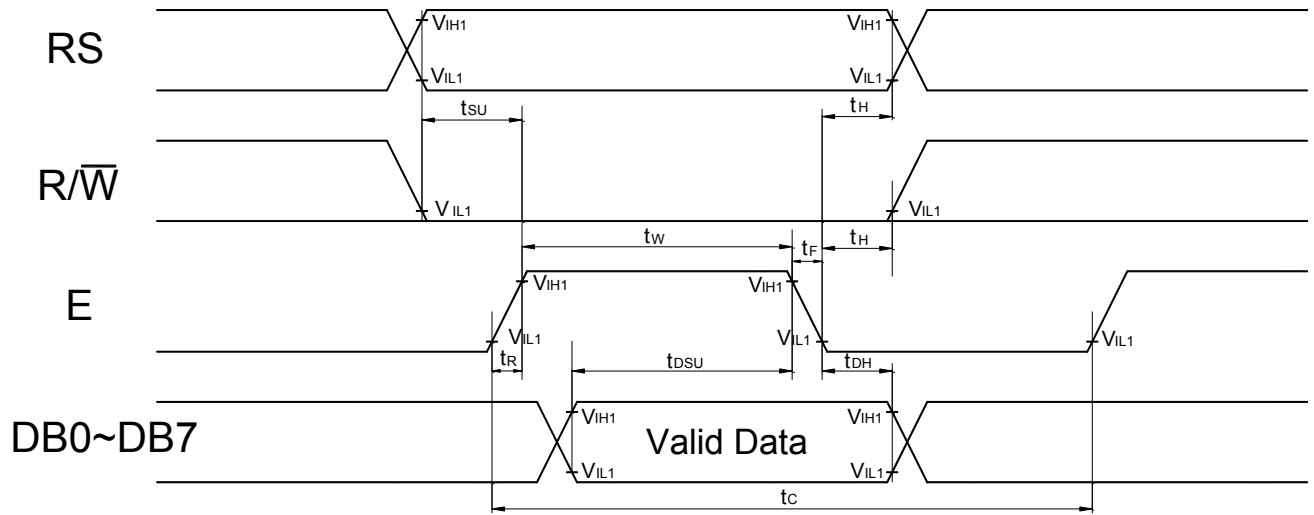 RS
VIH1
VIH1
VIL1
VIL1
tSU
tH
R/W̅
VIL1
VIL1
tW
tF
tH
E
VIH1
VIH1
VIL1
VIL1
VIL1
tR
tDSU
tDH
DB0~DB7
VIH1
VIH1
Valid Data
VIL1
VIL1
tC